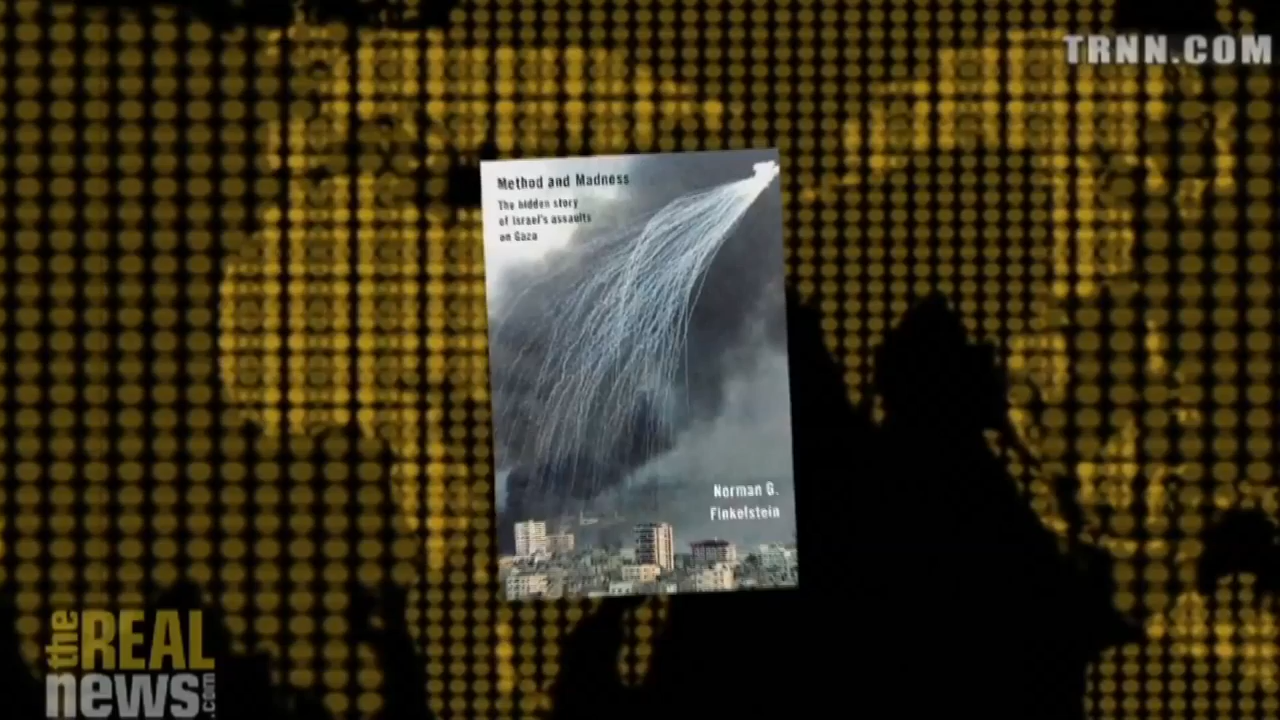 TRNN.COM
Method and Madness
The hidden story
of Israel's assaults
on Gaza
Norman G.
Finkelstein
the REAL
news.com